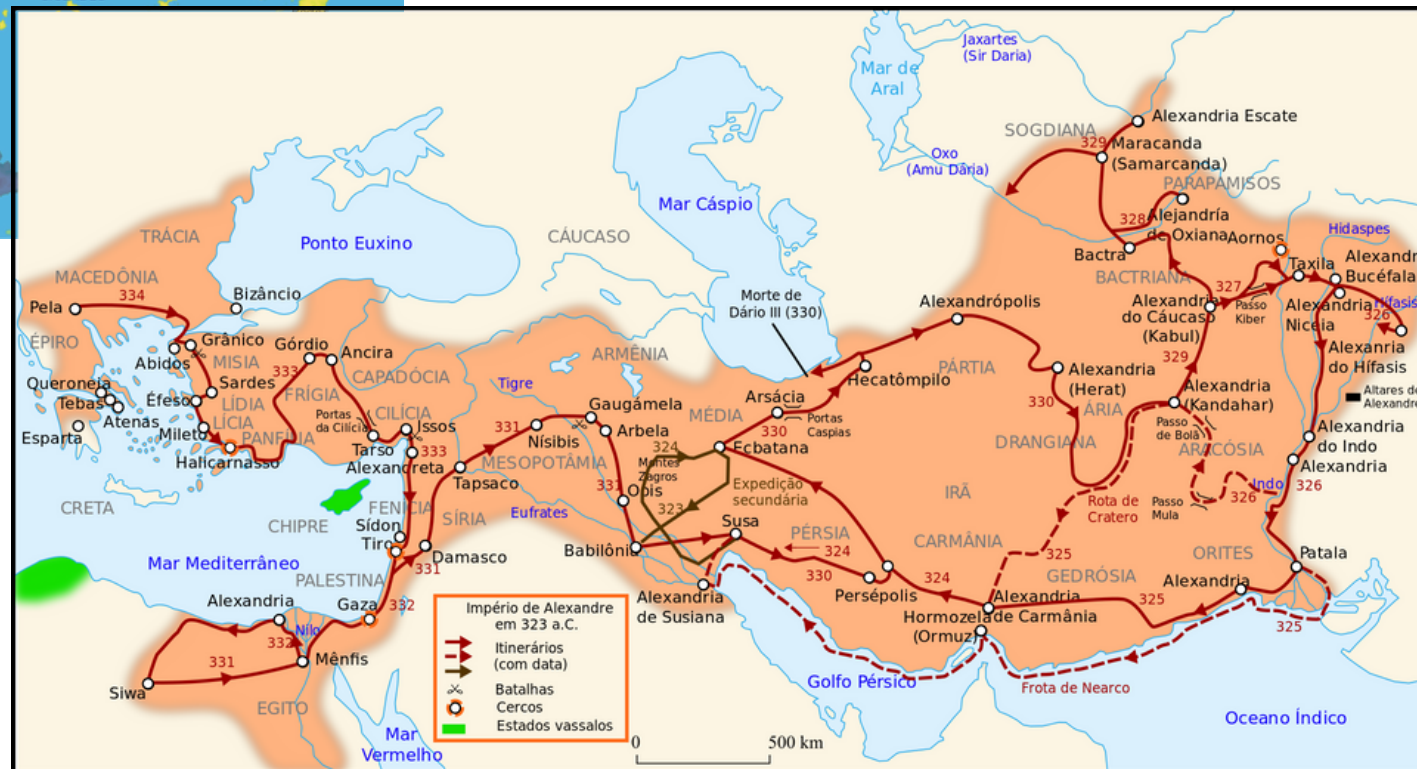 Jaxartes
(Sir Daria)
Mar de
Aral
Alexandria Escate
SOGDIANA
329
Maracanda
(Samarcanda)
Oxo
(Amu Dária)
PARAPAMISOS
Mar Cáspio
328
Alejandría
de Oxiana
Aornos
Hidaspes
TRÁCIA
Ponto Euxino
CÁUCASO
Bactra
Taxila
Alexandr
Bucéfala
MACEDÔNIA
334
Pela
Bizâncio
BACTRIANA
327
Passo
Kiber
Morte de
Dário III (330)
Alexandrópolis
Alexandria
do Cáucaso
(Kabul)
Alexandria
Niceia
Hífasis
326
ÉPIRO
Abidos
Grânico
MISIA
Górdio
333
Ancira
CAPADÓCIA
ARMÊNIA
Hecatômpilo
PÁRTIA
Alexandria
(Herat)
329
Alexanria
do Hífasis
Queroneia
Tebas
Atenas
Esparta
Sardes
Éfeso
LÍDIA
LÍCIA
Mileto
FRÍGIA
PANFÍLIA
Halicarnasso
Portas
da Cilícia
CILÍCIA
Tarso
Issos
333
Alexandreta
Tigre
Gaugámela
331
Nísibis
Arbela
MÉDIA
Arsácia
330
Portas
Caspias
330
ÁRIA
Alexandria
(Kandahar)
Altares de
Alexandre
DRANGIANA
Passo
de Bolã
ARACÓSIA
Alexandria
do Indo
Alexandria
326
Tapsaco
MESOPOTÂMIA
324
Montes
Zagros
Ecbatana
Expedição
secundária
IRÃ
Rota de
Cratero
Passo
Mula
326
Indo
CRETA
CHIPRE
FENÍCIA
SÍRIA
Eufrates
331
Opis
323
Susa
PÉRSIA
324
CARMÂNIA
325
Sídon
Tiro
Damasco
331
Babilônia
330
Persépolis
324
GEDRÓSIA
ORITES
Patala
Mar Mediterrâneo
PALESTINA
Alexandria
Gaza
332
Alexandria
de Susiana
Alexandria
de Carmânia
Hormozela
(Ormuz)
325
Alexandria
325
Nilo
332
Mênfis
331
Siwa
EGITO
Mar
Vermelho
Império de Alexandre
em 323 a.C.
Itinerários
(com data)
Batalhas
Cercos
Estados vassalos
0
500 km
Golfo Pérsico
Frota de Nearco
Oceano Índico